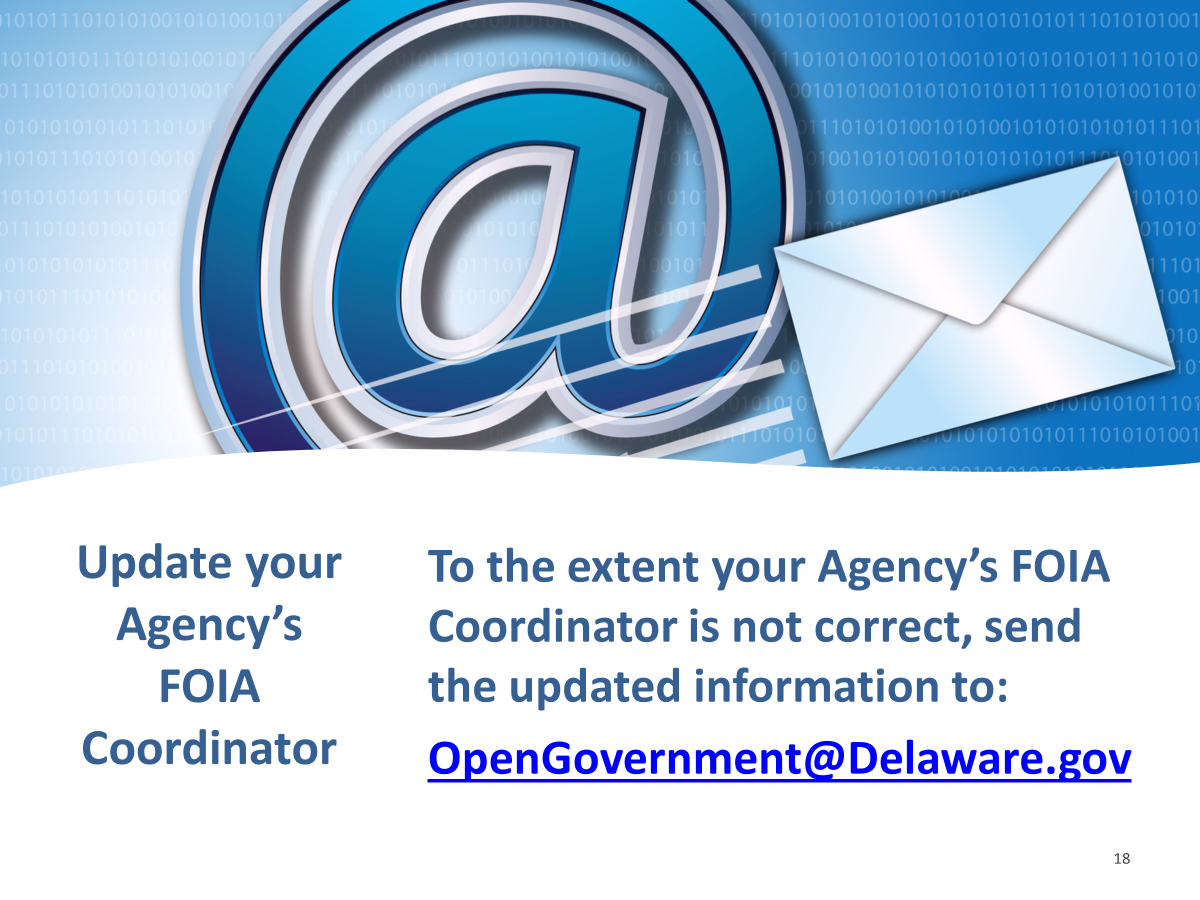 Update your
Agency’s
FOIA
Coordinator
To the extent your Agency’s FOIA
Coordinator is not correct, send
the updated information to:
OpenGovernment@Delaware.gov
18